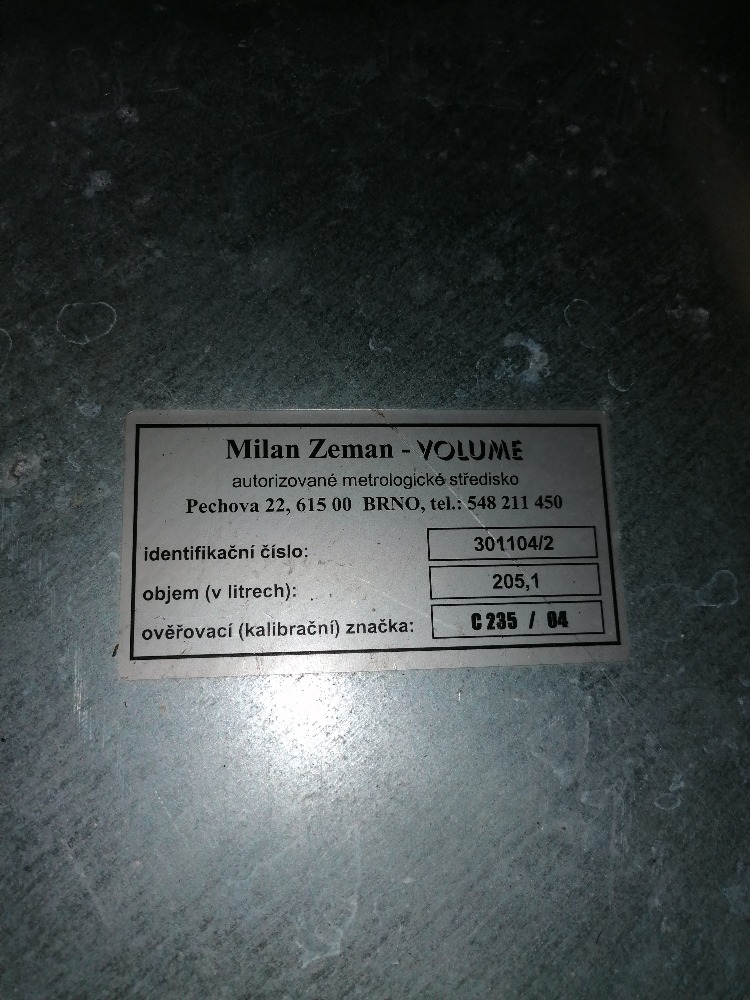 Milan Zeman - VOLUME
autorizované metrologické středisko
Pechova 22, 615 00 BRNO, tel.: 548 211 450
identifikační číslo: 301104/2
objem (v litrech): 205,1
ověřovací (kalibrační) značka: C 235 / 04